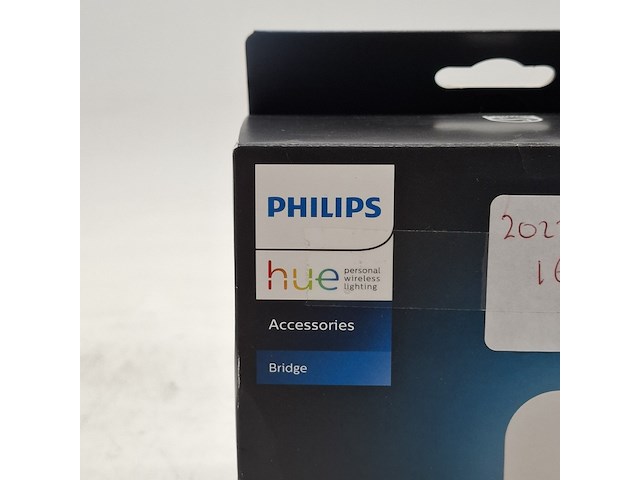 PHILIPS
hue personal wireless lighting
Accessories
Bridge